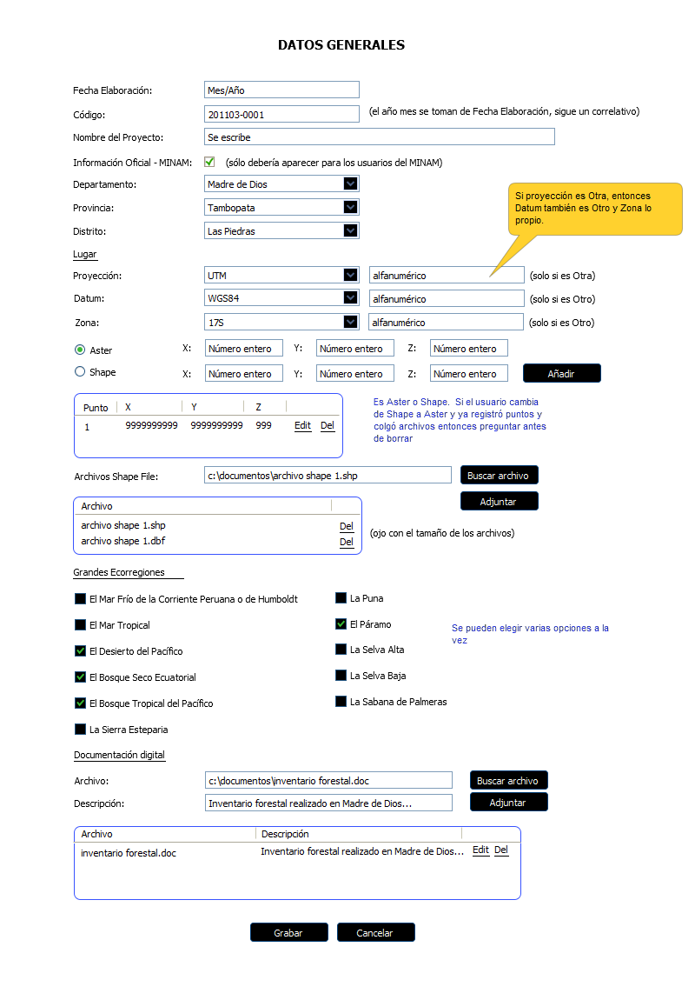 DATOS GENERALES
Fecha Elaboración: Mes/Año
Código: 201103-0001 (el año mes se toman de Fecha Elaboración, sigue un correlativo)
Nombre del Proyecto: Se escribe
Información Oficial - MINAM: (sólo debería aparecer para los usuarios del MINAM)
Departamento: Madre de Dios
Si proyección es Otra, entonces
Datum también es Otro y Zona lo
propio.
Provincia: Tambopata
Distrito: Las Piedras
Lugar
Proyección: UTM alfanumérico (solo si es Otra)
Datum: WGS84 alfanumérico (solo si es Otro)
Zona: 17S alfanumérico (solo si es Otro)
Aster X: Número entero Y: Número entero Z: Número entero
Shape X: Número entero Y: Número entero Z: Número entero Añadir
Punto X Y Z
1 9999999999 9999999999 999 Edit Del
Es Aster o Shape. Si el usuario cambia
de Shape a Aster y ya registró puntos y
colgó archivos entonces preguntar antes
de borrar
Archivos Shape File: c:\documentos\archivo shape 1.shp Buscar archivo
Adjuntar
Archivo
archivo shape 1.shp Del
archivo shape 1.dbf Del
(ojo con el tamaño de los archivos)
Grandes Ecorregiones
El Mar Frío de la Corriente Peruana o de Humboldt La Puna
El Mar Tropical El Páramo
Se pueden elegir varias opciones a la
vez
El Desierto del Pacífico La Selva Alta
El Bosque Seco Ecuatorial La Selva Baja
El Bosque Tropical del Pacífico La Sabana de Palmeras
La Sierra Esteparia
Documentación digital
Archivo: c:\documentos\inventario forestal.doc Buscar archivo
Descripción: Inventario forestal realizado en Madre de Dios... Adjuntar
Archivo Descripción
inventario forestal.doc Inventario forestal realizado en Madre de Dios... Edit Del
Grabar Cancelar